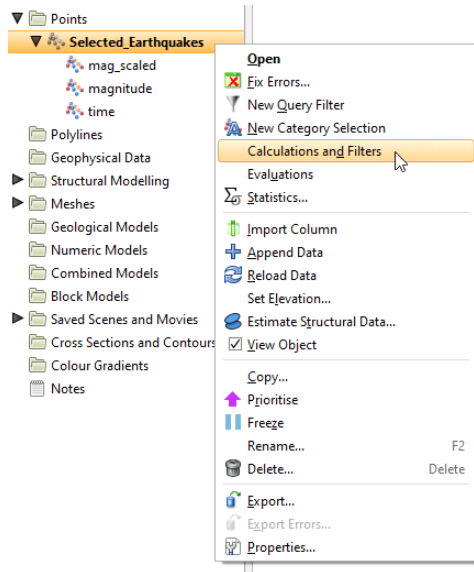 Points
Selected_Earthquakes
mag_scaled
magnitude
time
Polylines
Geophysical Data
Structural Modelling
Meshes
Geological Models
Numeric Models
Combined Models
Block Models
Saved Scenes and Movies
Cross Sections and Contours
Colour Gradients
Notes
Open
Fix Errors...
New Query Filter
New Category Selection
Calculations and Filters
Evaluations
Statistics...
Import Column
Append Data
Reload Data
Set Elevation...
Estimate Structural Data...
View Object
Copy...
Prioritise
Freeze
Rename... F2
Delete... Delete
Export...
Export Errors...
Properties...